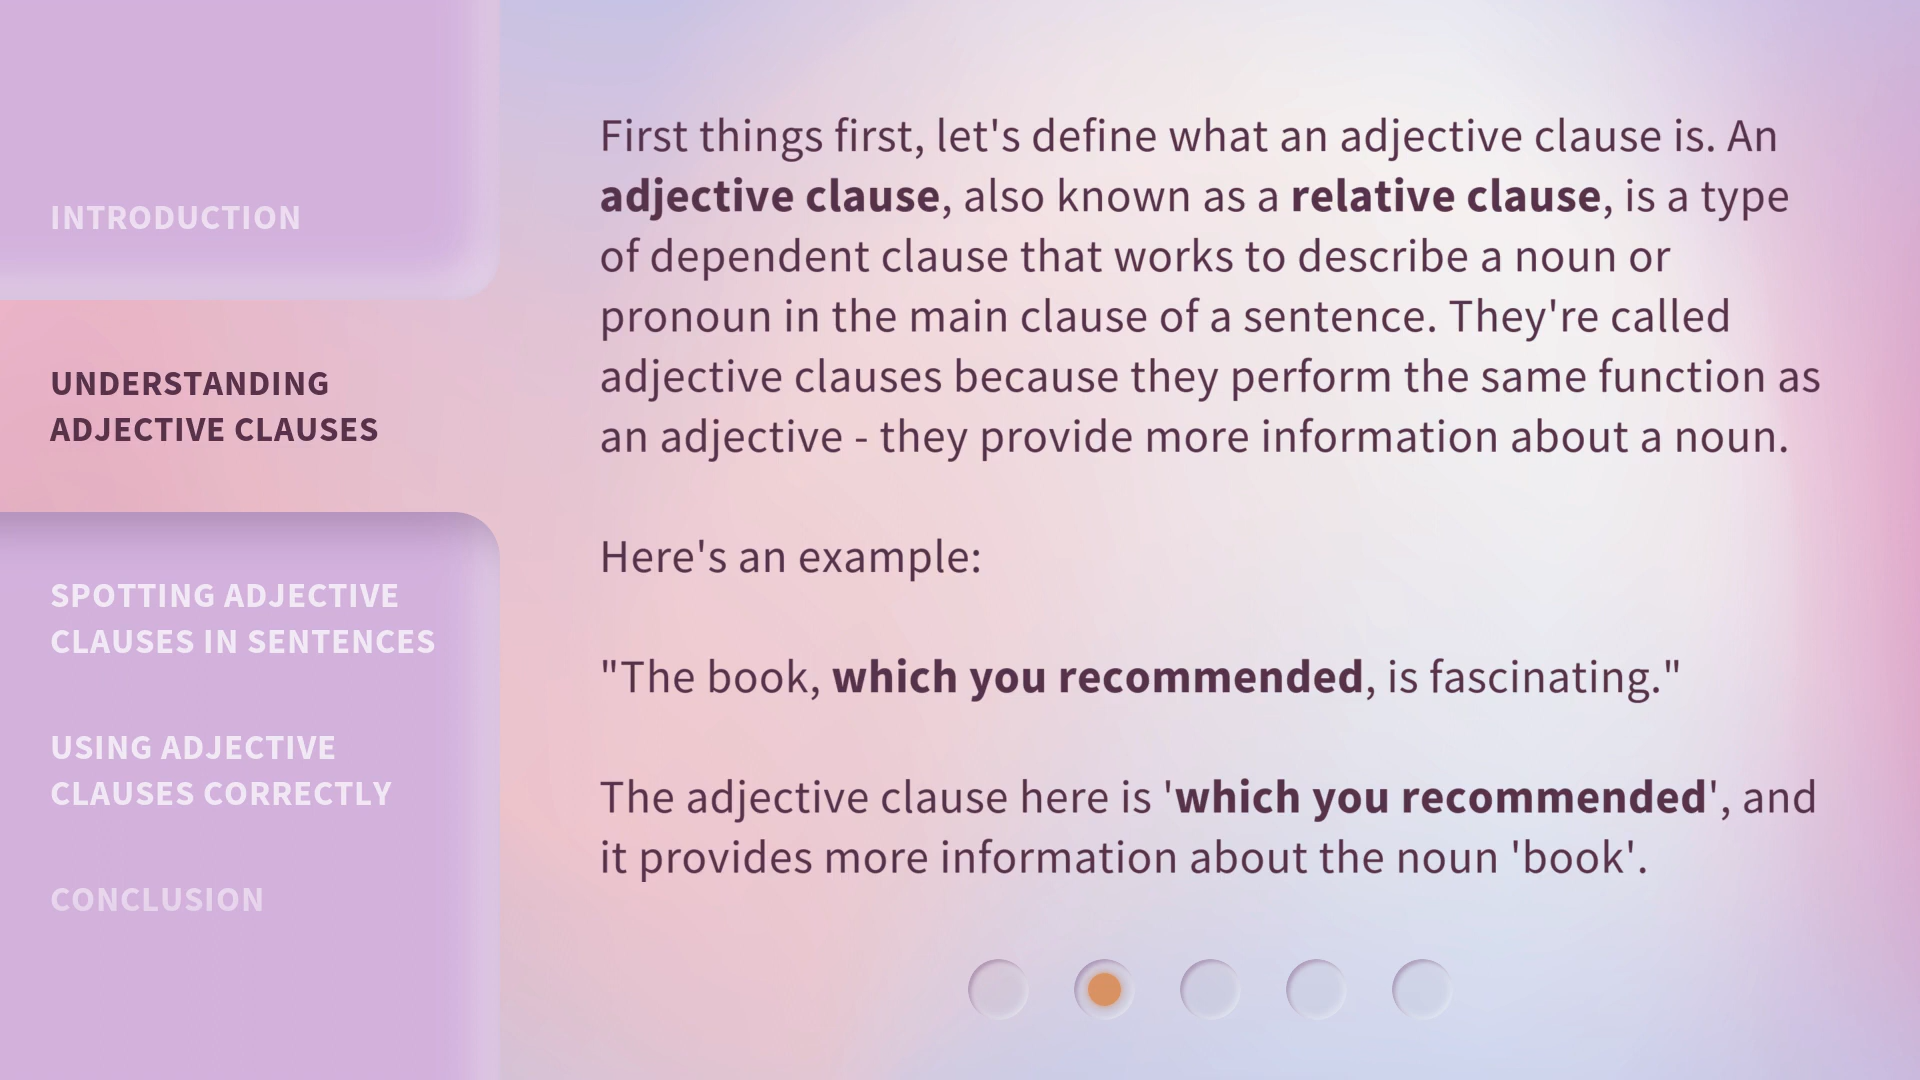 INTRODUCTION
UNDERSTANDING
ADJECTIVE CLAUSES
SPOTTING ADJECTIVE
CLAUSES IN SENTENCES
USING ADJECTIVE
CLAUSES CORRECTLY
CONCLUSION
First things first, let's define what an adjective clause is. An
adjective clause, also known as a relative clause, is a type
of dependent clause that works to describe a noun or
pronoun in the main clause of a sentence. They're called
adjective clauses because they perform the same function as
an adjective - they provide more information about a noun.
Here's an example:
"The book, which you recommended, is fascinating."
The adjective clause here is 'which you recommended', and
it provides more information about the noun 'book'.